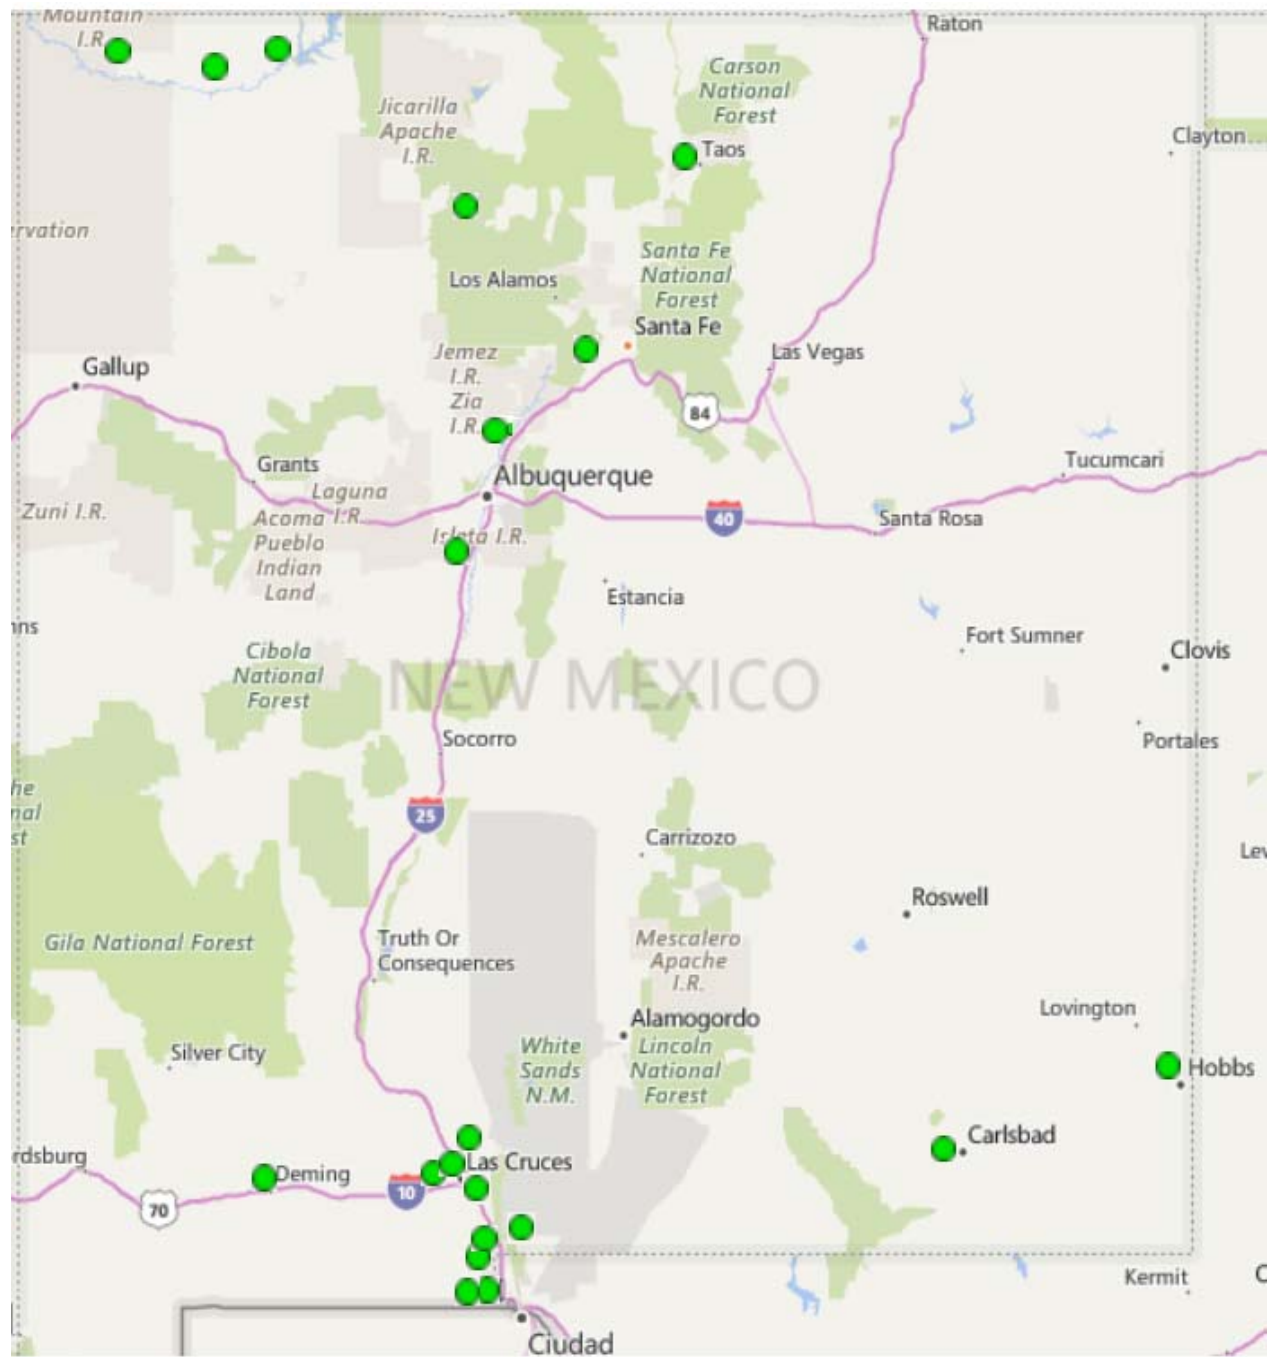 Mountain
I.R.
Raton
Carson
National
Forest
Jicarilla
Apache
I.R.
Clayton
Taos
ervation
Santa Fe
National
Forest
Los Alamos
Santa Fe
Jemez
I.R.
Zia
I.R.
Las Vegas
Gallup
84
Grants
Albuquerque
Tucumcari
Zuni I.R.
Laguna
I.R.
Acoma
Pueblo
Indian
Land
Isleta I.R.
40
Santa Rosa
Estancia
ns
Fort Sumner
Cibola
National
Forest
Clovis
NEW MEXICO
Socorro
Portales
he
nal
st
25
Carrizozo
Lev
Roswell
Gila National Forest
Truth Or
Consequences
Mescalero
Apache
I.R.
Lovington
Alamogordo
Silver City
White
Sands
N.M.
Lincoln
National
Forest
Hobbs
Carlsbad
rdsburg
Deming
Las Cruces
10
70
Kermit
Ciudad